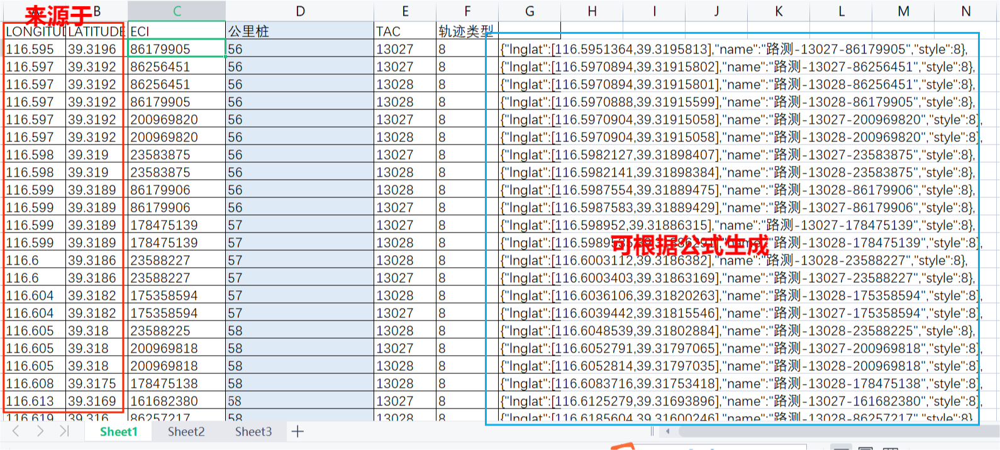 A B C D E F G H I J K L M N
来源于
LONGITUD LATITUDE ECI 公里桩 TAC 轨迹类型
116.595 39.3196 86179905 56 13027 8 {"lnglat":[116.5951364,39.3195813],"name":"路测-13027-86179905","style":8},
116.597 39.3192 86256451 56 13027 8 {"lnglat":[116.5970894,39.31915802],"name":"路测-13027-86256451","style":8},
116.597 39.3192 86256451 56 13028 8 {"lnglat":[116.5970894,39.31915801],"name":"路测-13028-86256451","style":8},
116.597 39.3192 86179905 56 13028 8 {"lnglat":[116.5970888,39.31915599],"name":"路测-13028-86179905","style":8},
116.597 39.3192 200969820 56 13027 8 {"lnglat":[116.5970904,39.31915058],"name":"路测-13027-200969820","style":8},
116.597 39.3192 200969820 56 13028 8 {"lnglat":[116.5970904,39.31915058],"name":"路测-13028-200969820","style":8},
116.598 39.319 23583875 56 13027 8 {"lnglat":[116.5982127,39.31898407],"name":"路测-13027-23583875","style":8},
116.598 39.319 23583875 56 13028 8 {"lnglat":[116.5982141,39.31898384],"name":"路测-13028-23583875","style":8},
116.599 39.3189 86179906 56 13028 8 {"lnglat":[116.5987554,39.31889475],"name":"路测-13028-86179906","style":8},
116.599 39.3189 86179906 56 13027 8 {"lnglat":[116.5987583,39.31889429],"name":"路测-13027-86179906","style":8},
116.599 39.3189 178475139 57 13027 8 {"lnglat":[116.598952,39.31886315],"name":"路测-13027-178475139","style":8},
116.599 39.3189 178475139 57 13028 8 "name":"路测-13028-178475139","style":8},
可根据公式生成
116.6 39.3186 23588227 57 13028 8 {"lnglat":[116.6003112,39.3186382],"name":"路测-13028-23588227","style":8},
116.6 39.3186 23588227 57 13027 8 {"lnglat":[116.6003403,39.31863169],"name":"路测-13027-23588227","style":8},
116.604 39.3182 175358594 57 13028 8 {"lnglat":[116.6036106,39.31820263],"name":"路测-13028-175358594","style":8},
116.604 39.3182 175358594 57 13027 8 {"lnglat":[116.6039442,39.31815546],"name":"路测-13027-175358594","style":8},
116.605 39.318 23588225 58 13028 8 {"lnglat":[116.6048539,39.31802884],"name":"路测-13028-23588225","style":8},
116.605 39.318 200969818 58 13027 8 {"lnglat":[116.6052791,39.31797065],"name":"路测-13027-200969818","style":8},
116.605 39.318 200969818 58 13028 8 {"lnglat":[116.6052814,39.31797035],"name":"路测-13028-200969818","style":8},
116.608 39.3175 178475138 58 13028 8 {"lnglat":[116.6083716,39.31753418],"name":"路测-13028-178475138","style":8},
116.613 39.3169 161682380 58 13027 8 {"lnglat":[116.6125279,39.31693896],"name":"路测-13027-161682380","style":8},
116.619 39.316 86257217 58 13028 8 {"lnglat":[116.6185604,39.31600246],"name":"路测-13028-86257217","style":8},
Sheet1 Sheet2 Sheet3